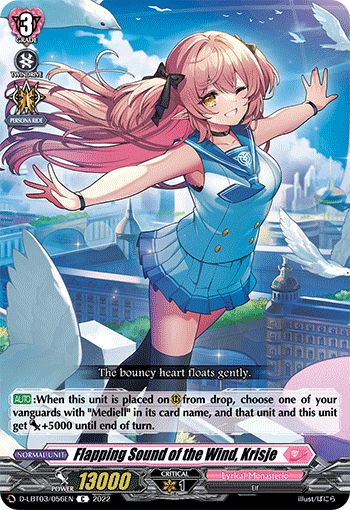 3
GRADE
TWINDRIVE
PERSONA RIDE
The bouncy heart floats gently.
AUTO :When this unit is placed on R from drop, choose one of your
vanguards with "Mediell" in its card name, and that unit and this unit
get +5000 until end of turn.
NORMAL UNIT
Flapping Sound of the Wind, Krisje
POWER 13000
CRITICAL
1
Lyrical Monasterio
Elf
D-LBT03/056EN C 2022
illust/ぱにら